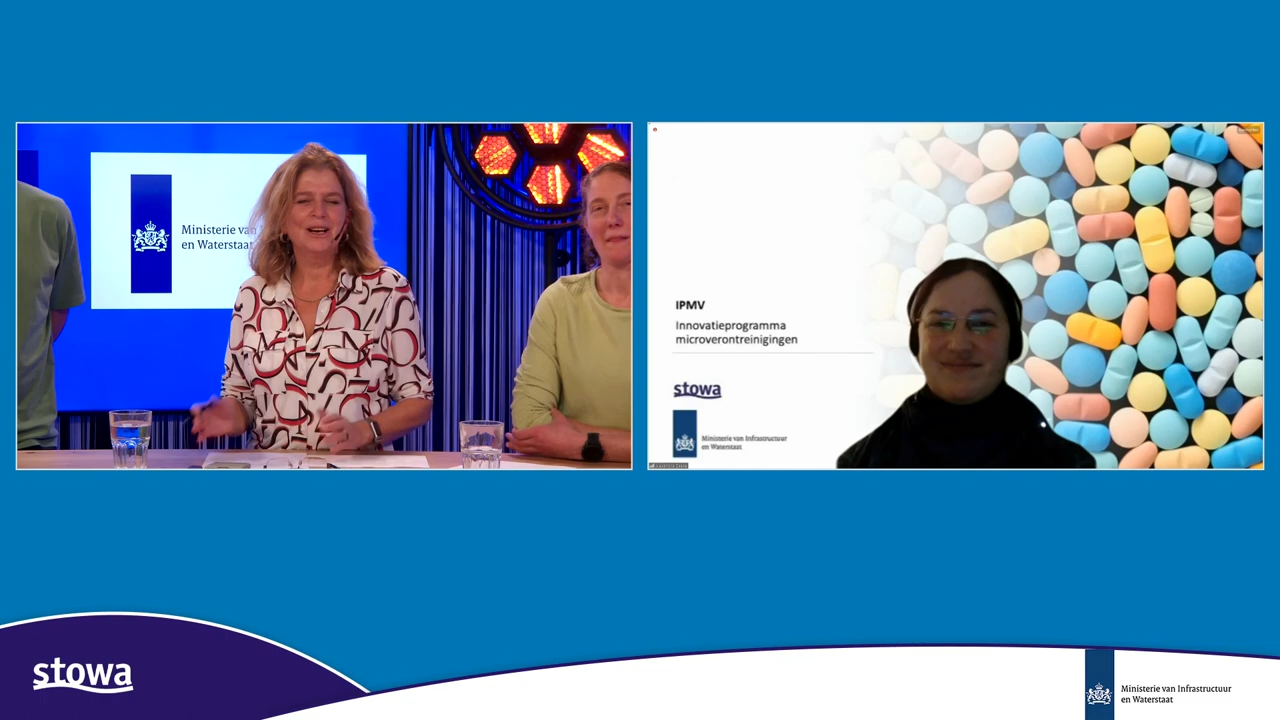 Ministerie van
en Waterstaat
IPMV
Innovatieprogramma
microverontreinigingen
stowa
Ministerie van Infrastructuur
en Waterstaat
stowa
Ministerie van Infrastructuur
en Waterstaat